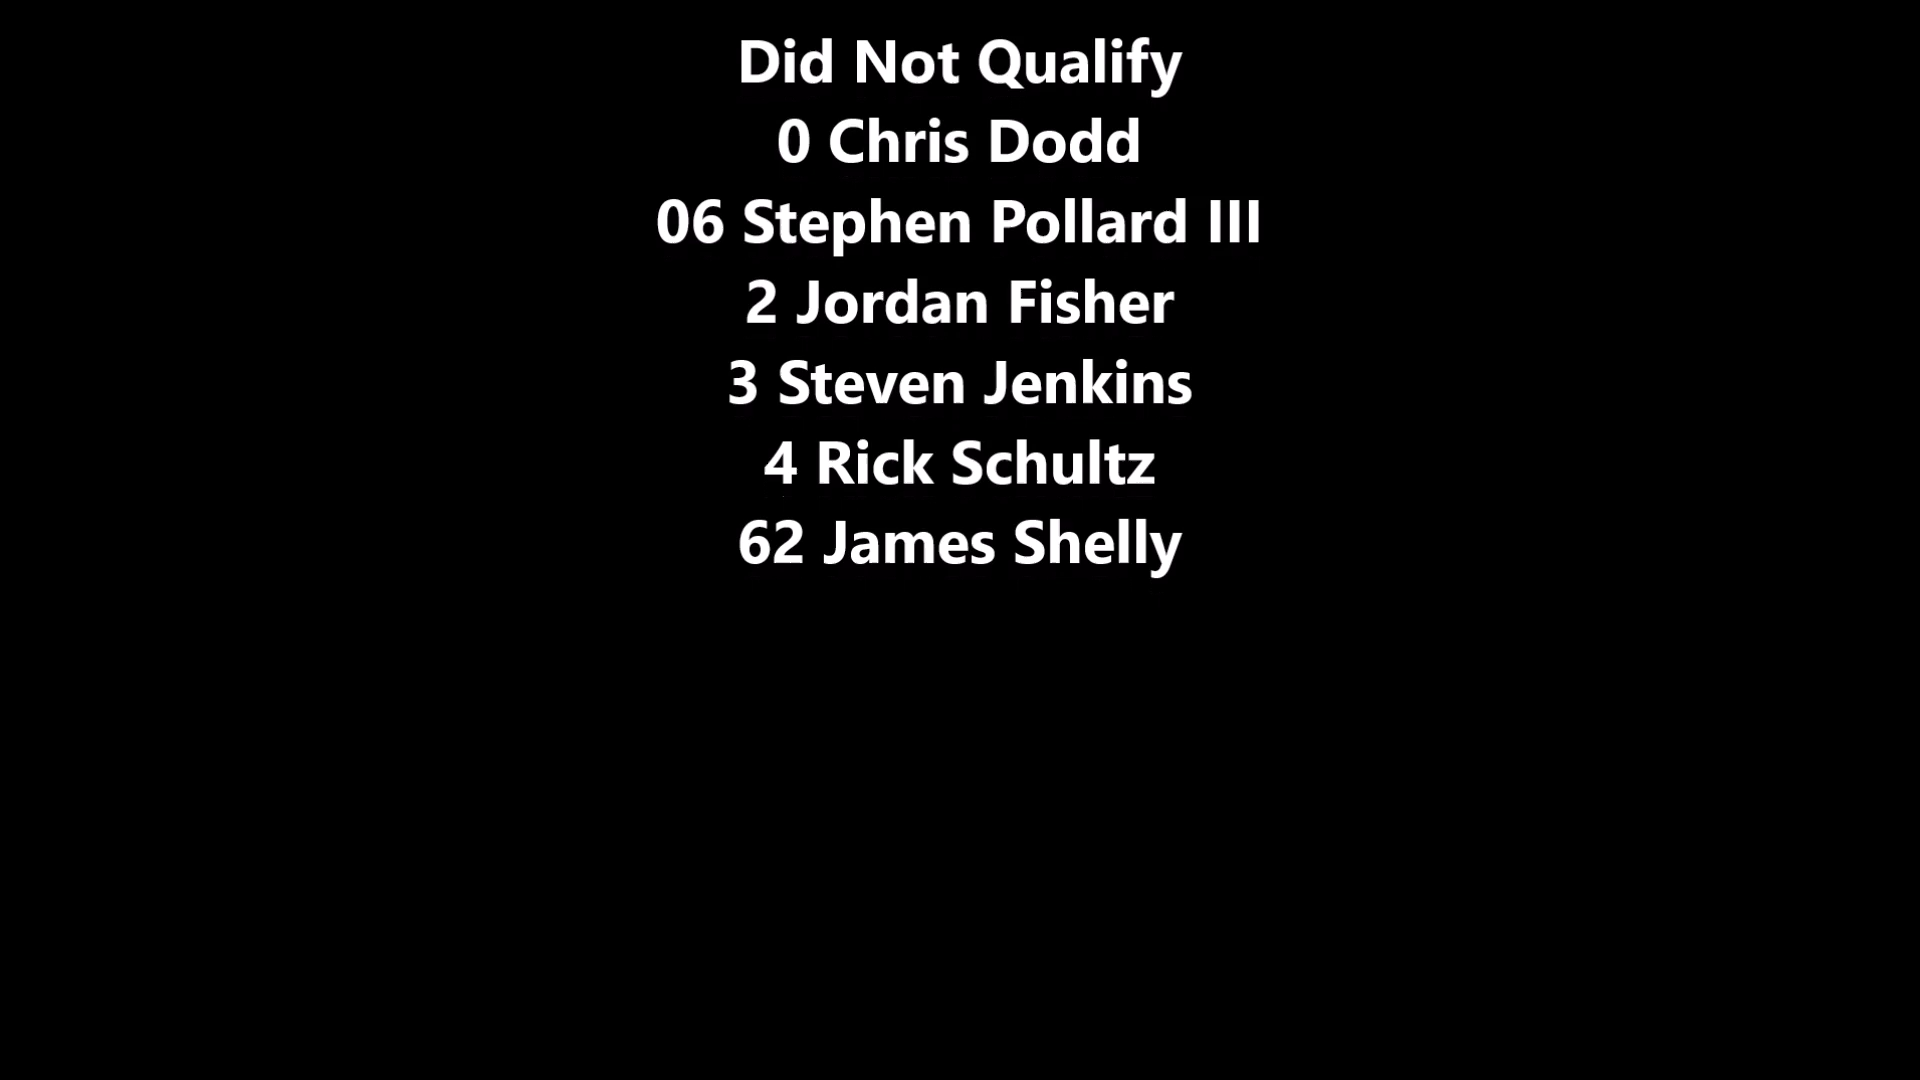 Did Not Qualify
0 Chris Dodd
06 Stephen Pollard III
2 Jordan Fisher
3 Steven Jenkins
4 Rick Schultz
62 James Shelly